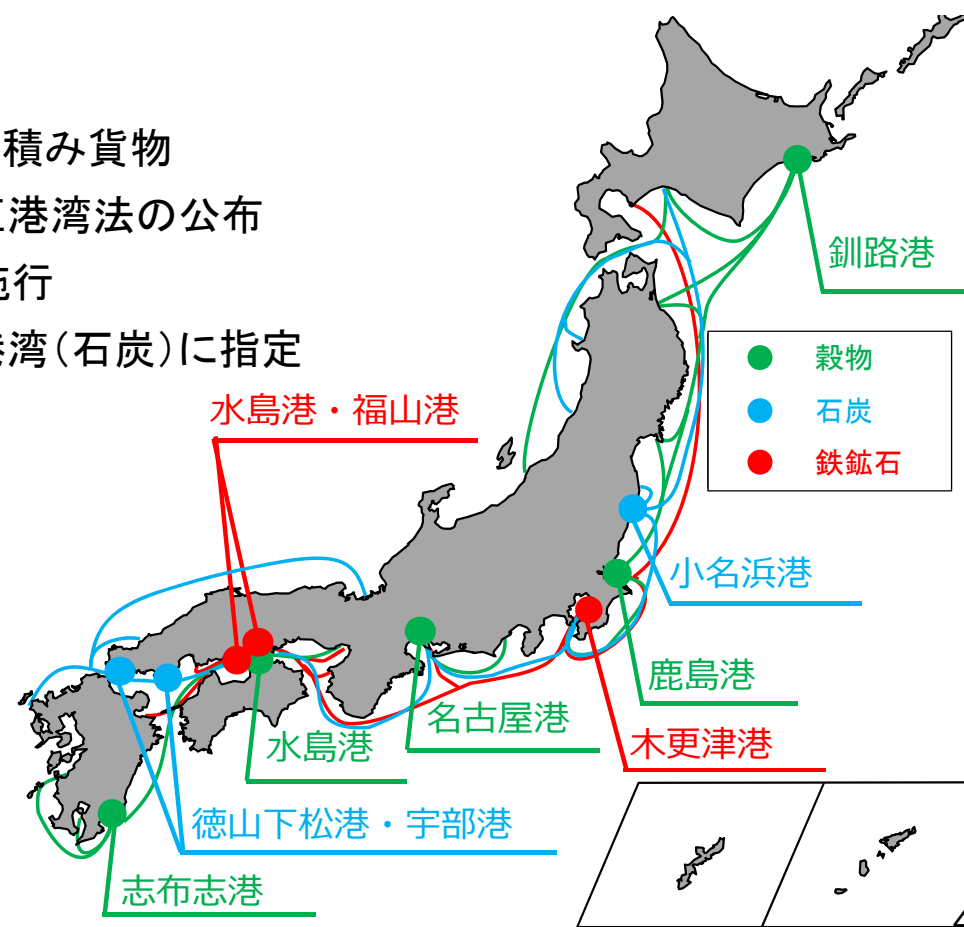 積み貨物
港湾法の公布
施行
港湾（石炭）に指定
釧路港
穀物
石炭
鉄鉱石
水島港・福山港
小名浜港
鹿島港
名古屋港
木更津港
水島港
徳山下松港・宇部港
志布志港